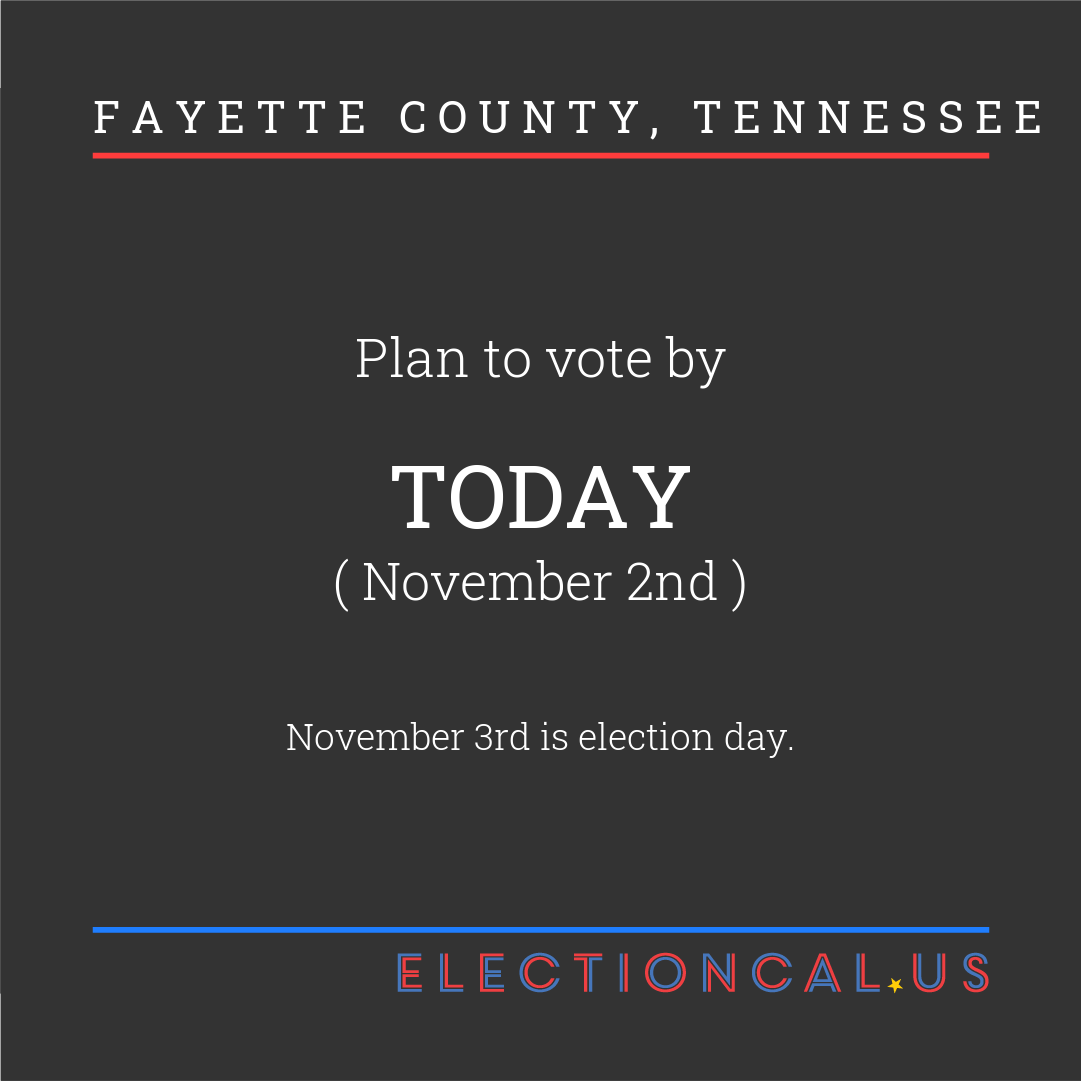 FAYETTE COUNTY, TENNESSEE
Plan to vote by
TODAY
( November 2nd )
November 3rd is election day.
ELECTIONCAL.US